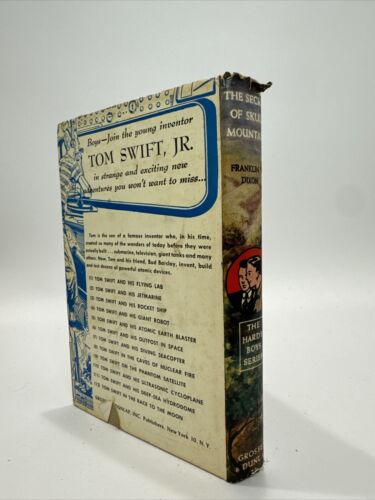 Boys—Join the young inventor
TOM SWIFT, JR.
in strange and exciting new
adventures you won't want to miss...
Tom is the son of a famous inventor who, in his time,
created so many of the wonders of today before they were
actually built . . . submarine, television, giant tanks and many
others. Now, Tom and his friend, Bud Barclay, invent, build
and test dozens of powerful atomic devices.
(1) TOM SWIFT AND HIS FLYING LAB
(2) TOM SWIFT AND HIS JETMARINE
(3) TOM SWIFT AND HIS ROCKET SHIP
(4) TOM SWIFT AND HIS GIANT ROBOT
TOM SWIFT AND HIS ATOMIC EARTH BLASTER
TOM SWIFT AND HIS OUTPOST IN SPACE
TOM SWIFT AND HIS DIVING SEACOPTER
TOM SWIFT IN THE CAVES OF NUCLEAR FIRE
TOM SWIFT ON THE PHANTOM SATELLITE
TOM SWIFT AND HIS ULTRASONIC CYCLOPLANE
TOM SWIFT AND HIS DEEP-SEA HYDRODOME
TOM SWIFT IN THE RACE TO THE MOON
DUNLAP, INC. Publishers, New York 10, N. Y.
THE SECRET
OF SKULL
MOUNTAIN
FRANKLIN W.
DIXON
THE
HARDY
BOYS
SERIES
GROSSET
& DUNLAP